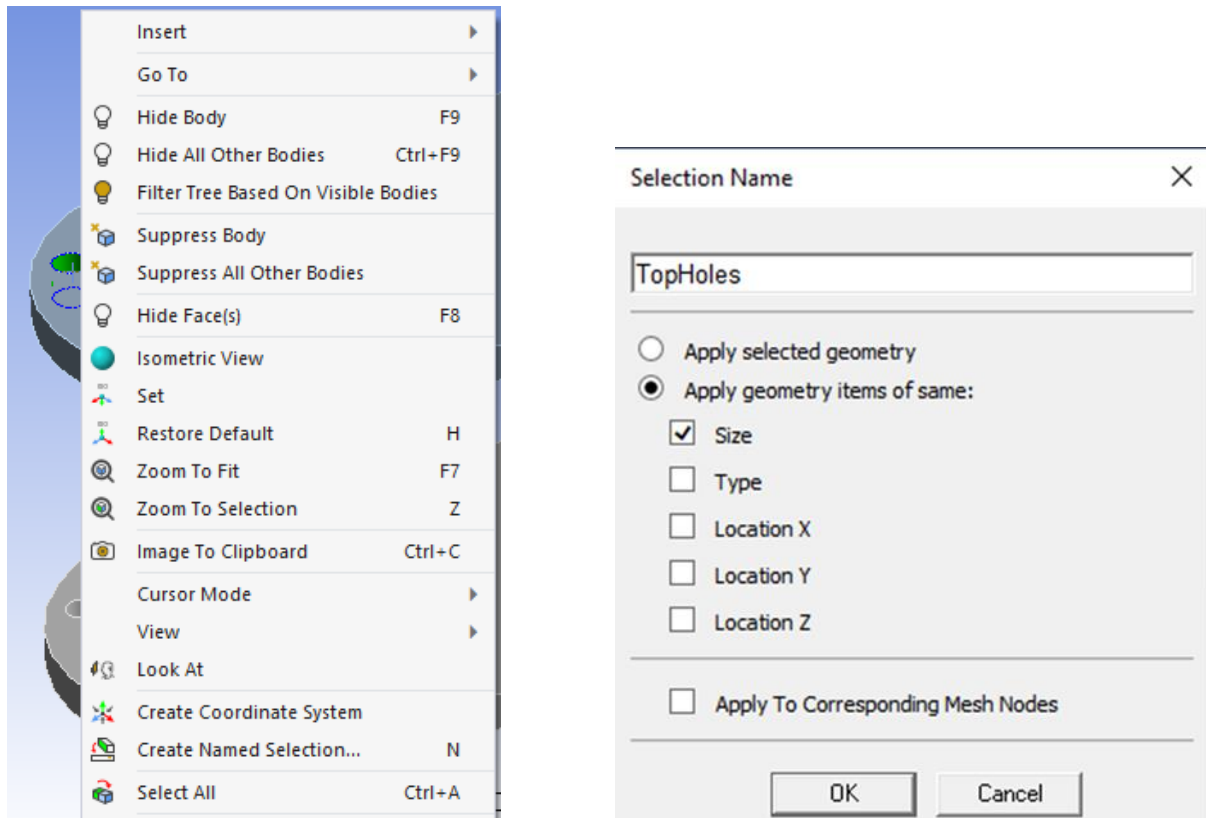 Insert
Go To
Hide Body F9
Hide All Other Bodies Ctrl+F9
Filter Tree Based On Visible Bodies
Suppress Body
Suppress All Other Bodies
Hide Face(s) F8
Isometric View
Set
Restore Default H
Zoom To Fit F7
Zoom To Selection Z
Image To Clipboard Ctrl+C
Cursor Mode
View
Look At
Create Coordinate System
Create Named Selection... N
Select All Ctrl+A
Selection Name
TopHoles
Apply selected geometry
Apply geometry items of same:
Size
Type
Location X
Location Y
Location Z
Apply To Corresponding Mesh Nodes
OK Cancel